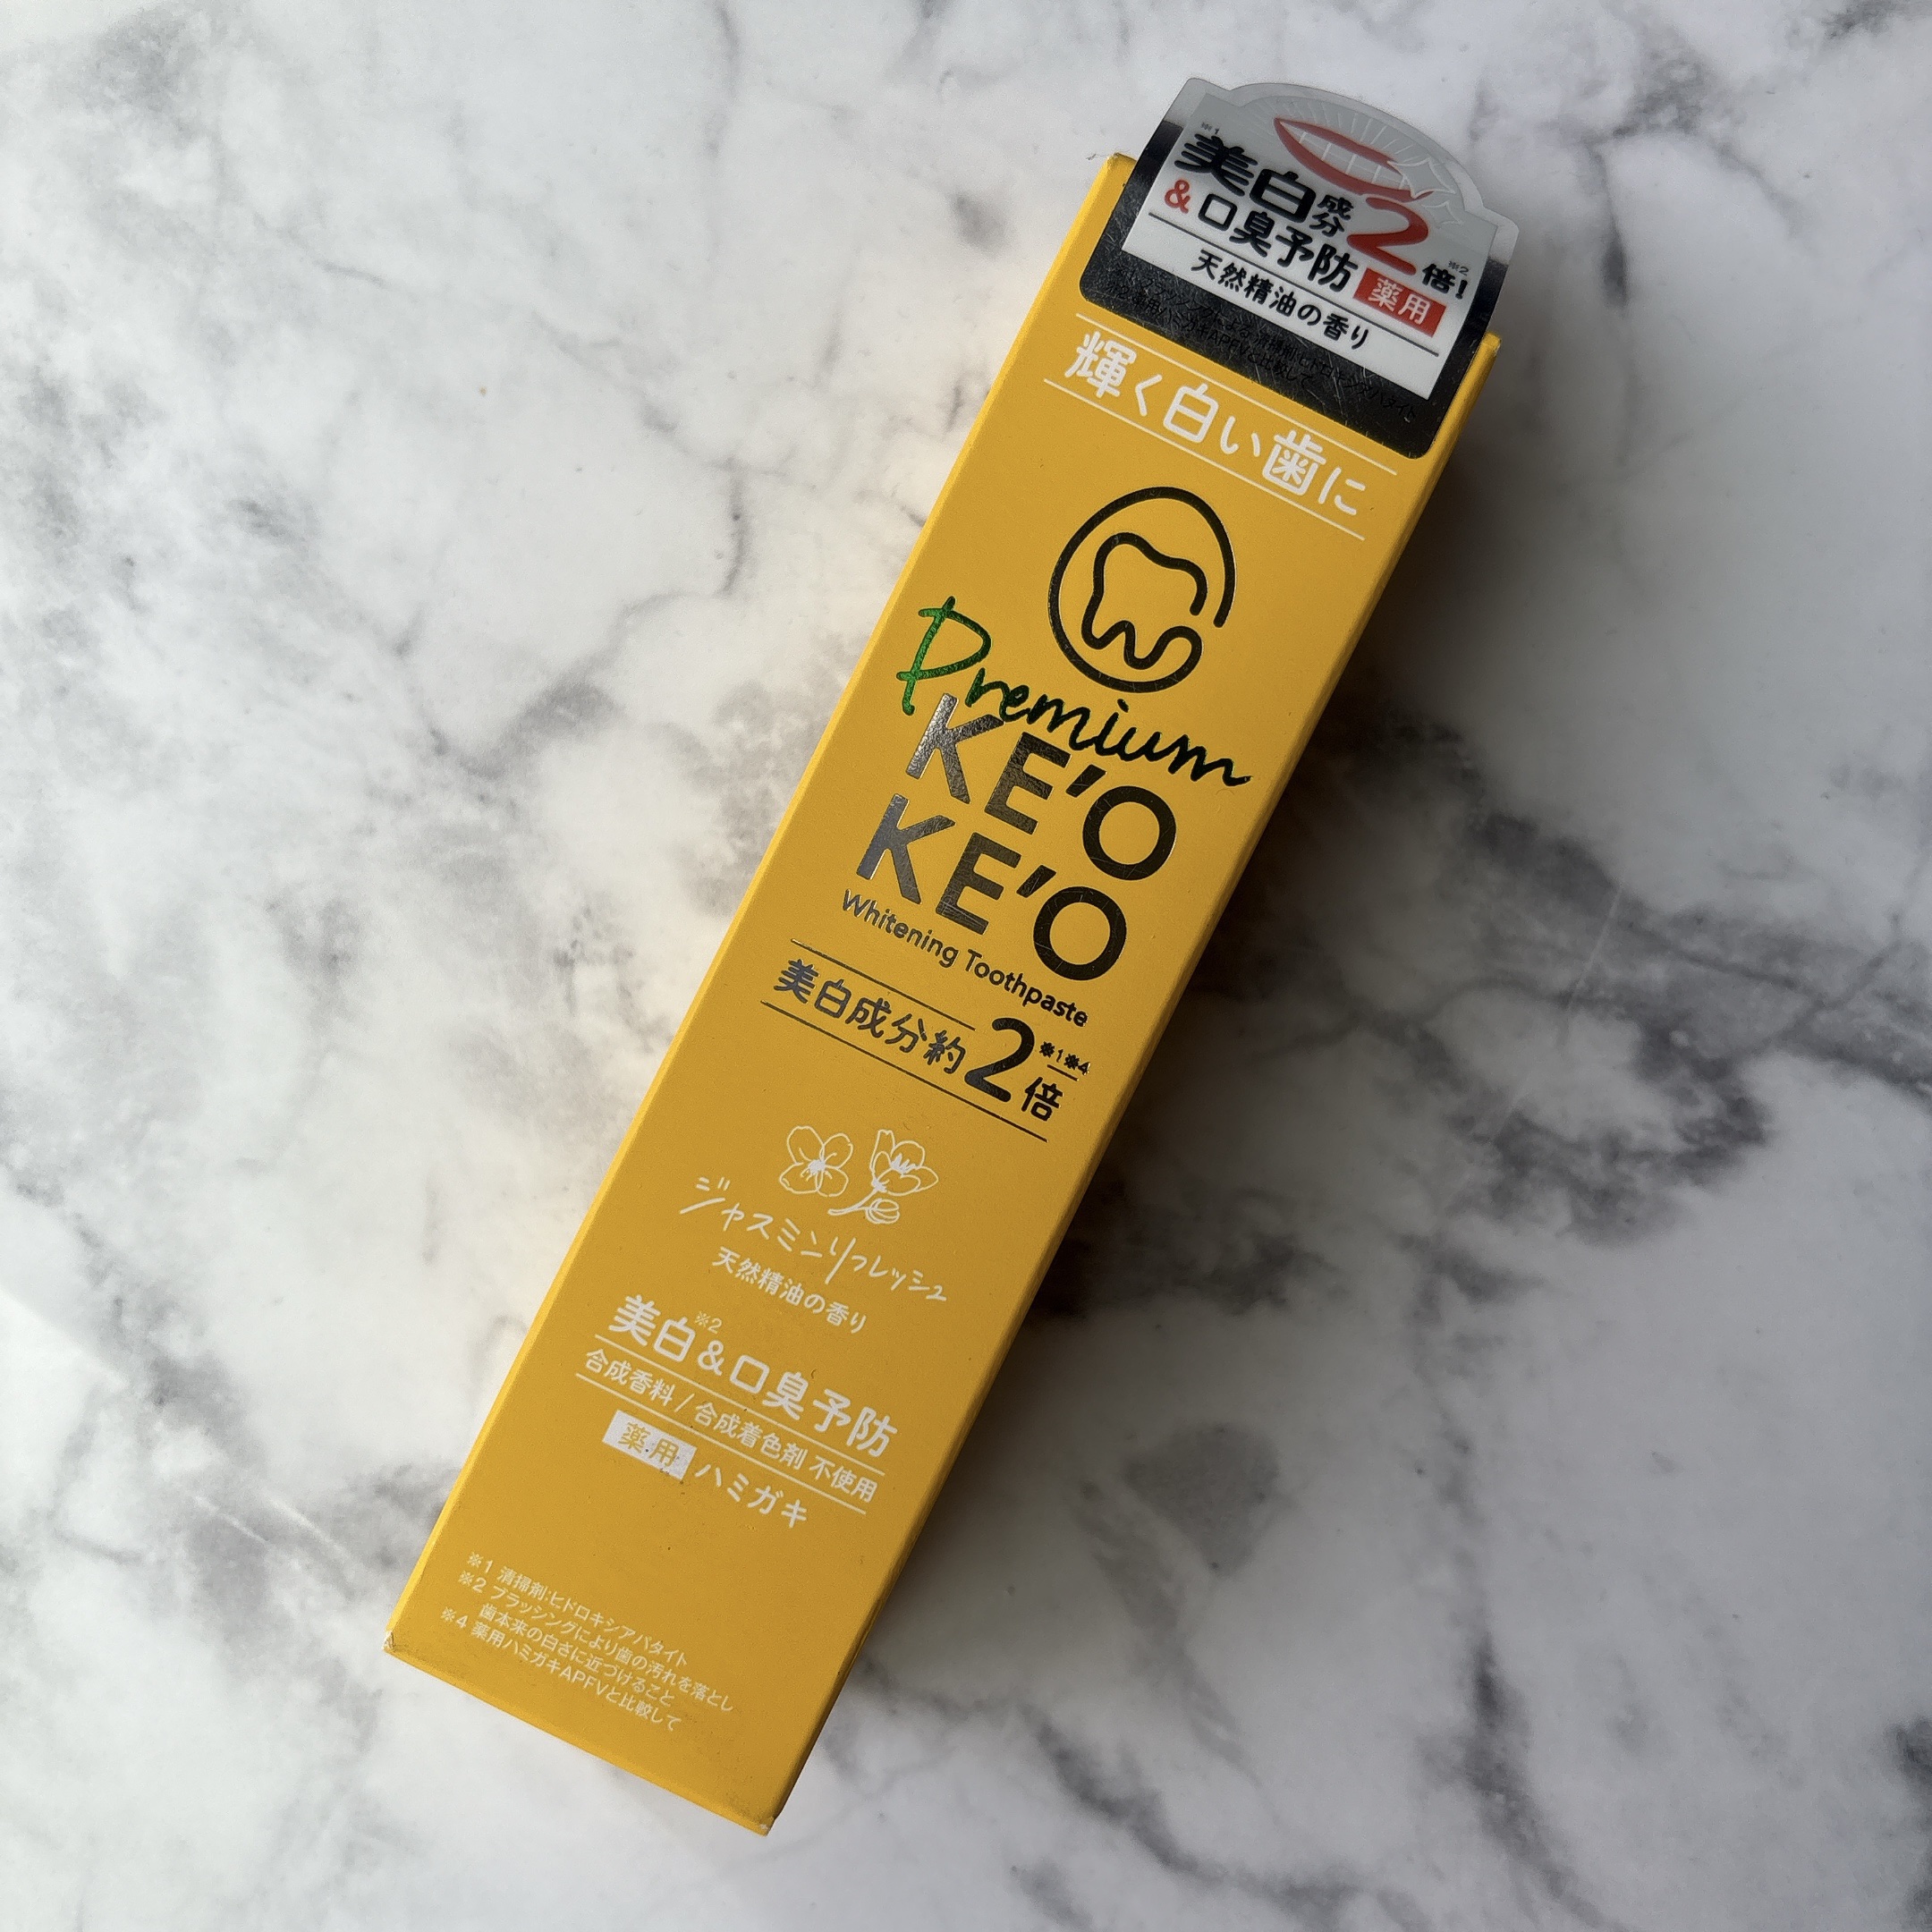 ※1 ※2
美白成分2倍!
&口臭予防 薬用
天然精油の香り
輝く白い歯に
Premium
KE'O
KE'O
Whitening Toothpaste
美白成分約2倍※1※4
ジャスミンリフレッシュ
天然精油の香り
美白※2&口臭予防
合成香料/合成着色剤 不使用
薬用 ハミガキ
※1 清掃剤:ヒドロキシアパタイト
※2 ブラッシングにより歯の汚れを落とし
歯本来の白さに近づけること
※4 薬用ハミガキAPFVと比較して